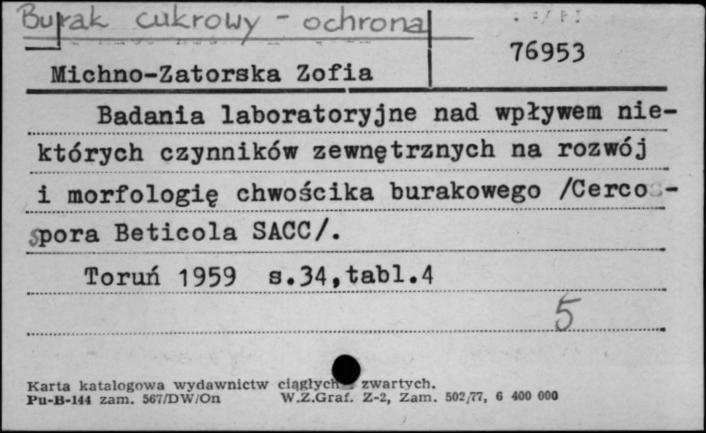 Burak cukrowy - ochrona
76953
Michno-Zatorska Zofia
Badania laboratoryjne nad wpływem nie-
których czynników zewnętrznych na rozwój
i morfologię chwościka burakowego /Cerco-
spora Beticola SACC/.
Toruń 1959 s.34,tabl.4
5
Karta katalogowa wydawnictw ciągłych zwartych.
Pu-B-144 zam. 567/DW/On W.Z.Graf. Z-2, Zam. 502/77, 6 400 000